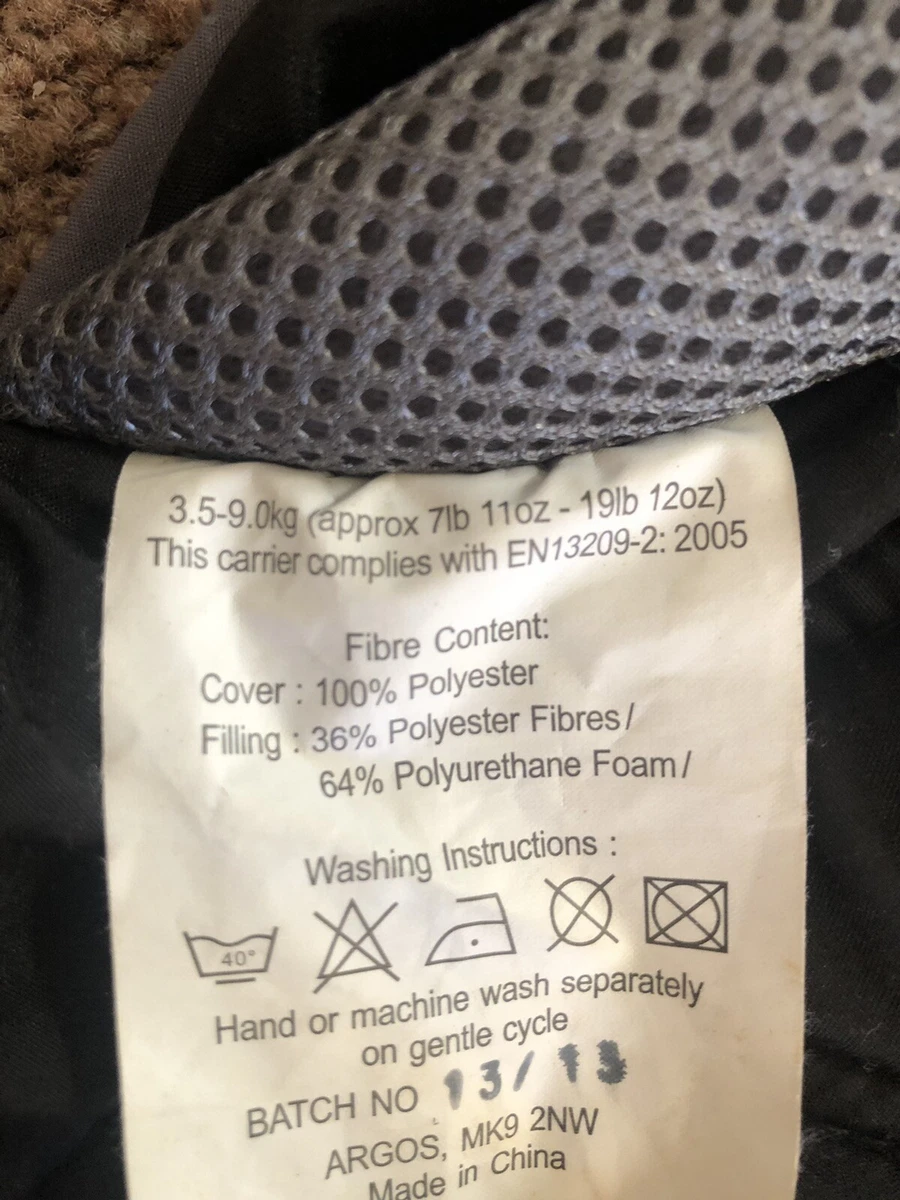 3.5-9.0kg (approx 7lb 11oz - 19lb 12oz)
This carrier complies with EN13209-2: 2005
Fibre Content:
Cover : 100% Polyester
Filling : 36% Polyester Fibres/
64% Polyurethane Foam/
Washing Instructions :
40°
Hand or machine wash separately
on gentle cycle
BATCH NO 13/13
ARGOS, MK9 2NW
Made in China